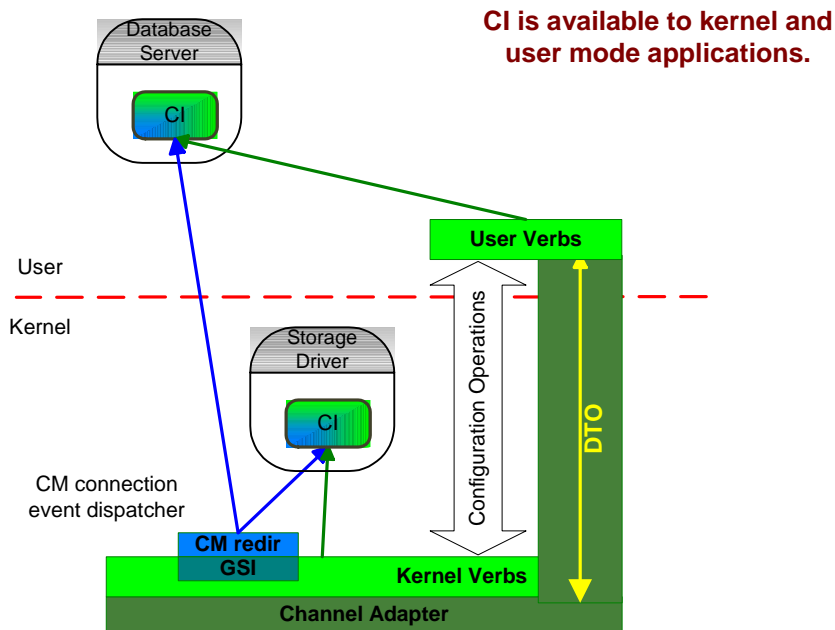 CI is available to kernel and
user mode applications.
Database
Server
CI
User Verbs
User
Kernel
Storage
Driver
CI
Configuration Operations
DTO
CM connection
event dispatcher
CM redir
GSI
Kernel Verbs
Channel Adapter